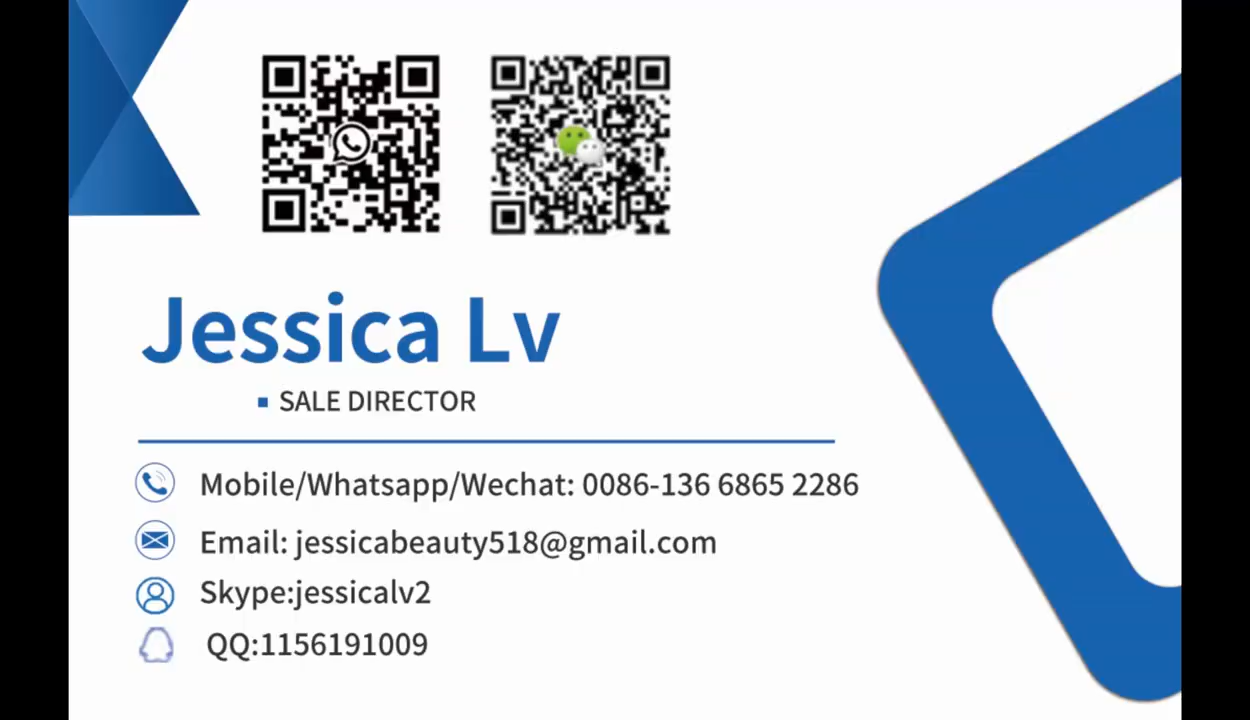 Jessica Lv
SALE DIRECTOR
Mobile/Whatsapp/Wechat: 0086-136 6865 2286
Email: jessicabeauty518@gmail.com
Skype:jessicalv2
QQ:1156191009